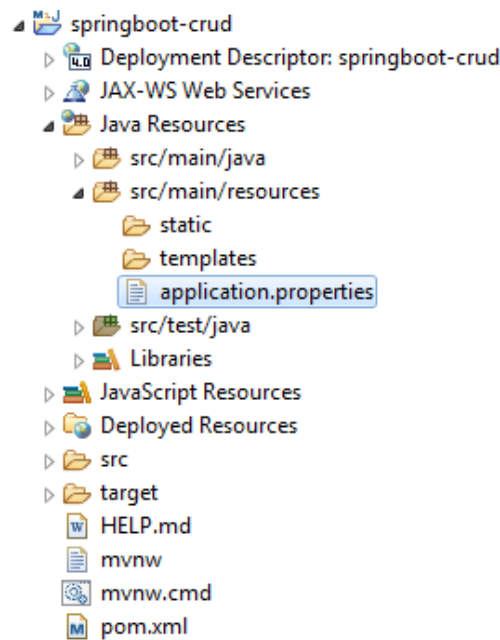 springboot-crud
Deployment Descriptor: springboot-crud
JAX-WS Web Services
Java Resources
src/main/java
src/main/resources
static
templates
application.properties
src/test/java
Libraries
JavaScript Resources
Deployed Resources
src
target
HELP.md
mvnw
mvnw.cmd
pom.xml